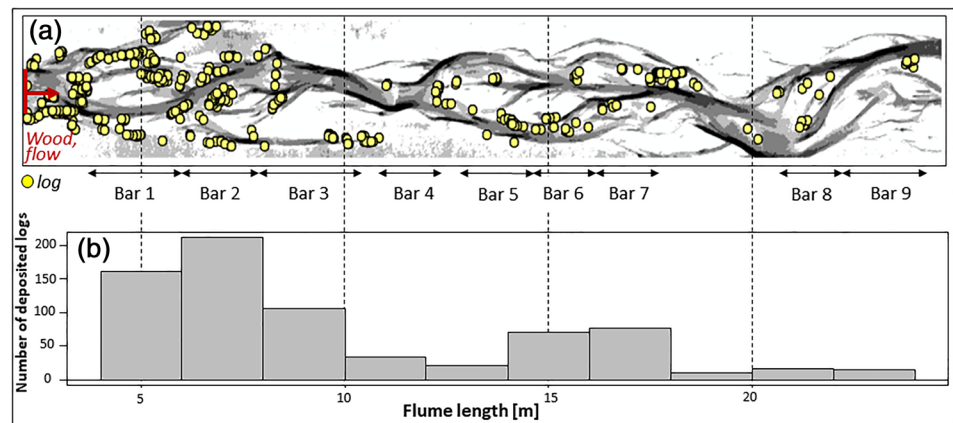 (a)
Wood,
flow
log
Bar 1 Bar 2 Bar 3 Bar 4 Bar 5 Bar 6 Bar 7 Bar 8 Bar 9
(b)
Number of deposited logs
200
150
100
50
0
5 10 15 20
Flume length [m]